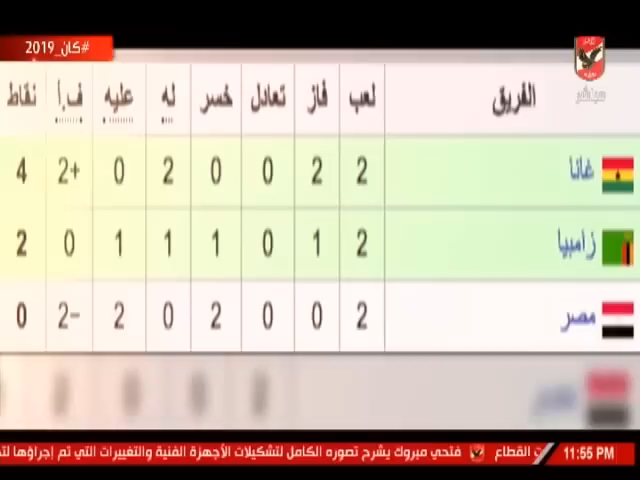 #كان_2019
الفريق لعب فاز تعادل خسر له عليه ف.أ نقاط
غانا 2 2 0 0 2 0 +2 4
زامبيا 2 1 0 1 1 1 0 2
مصر 2 0 0 2 0 2 −2 0
11:55 PM ت القطاع فتحي مبروك يشرح تصوره الكامل لتشكيلات الأجهزة الفنية والتغييرات التي تم إجراؤها لتد